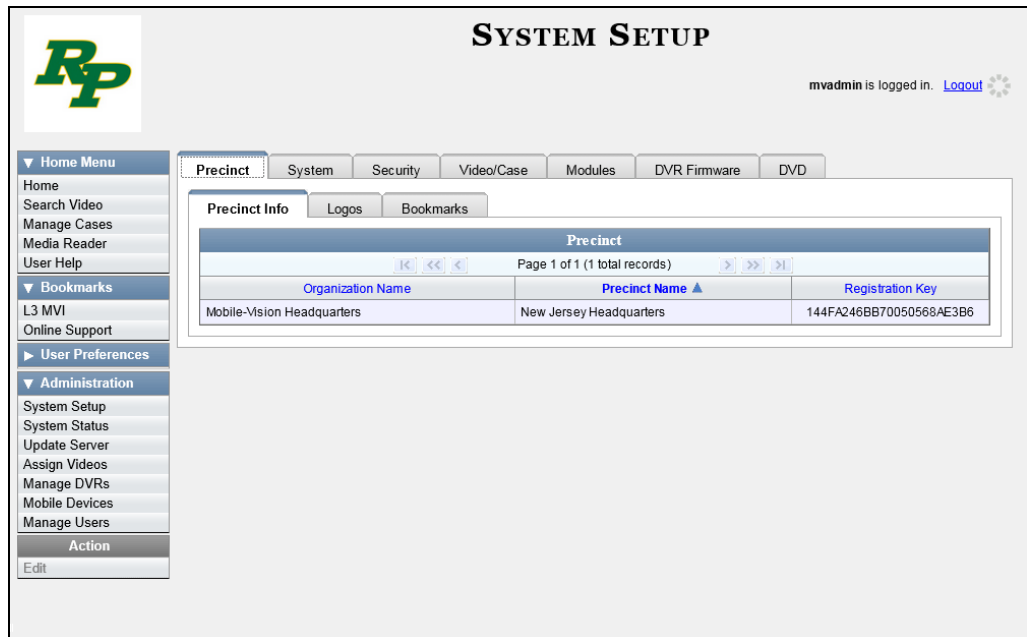 RP
SYSTEM SETUP
mvadmin is logged in. Logout
▼ Home Menu
Home
Search Video
Manage Cases
Media Reader
User Help
▼ Bookmarks
L3 MVI
Online Support
► User Preferences
▼ Administration
System Setup
System Status
Update Server
Assign Videos
Manage DVRs
Mobile Devices
Manage Users
Action
Edit
Precinct System Security Video/Case Modules DVR Firmware DVD
Precinct Info Logos Bookmarks
Precinct
Page 1 of 1 (1 total records)
Organization Name Precinct Name ▲ Registration Key
Mobile-Vision Headquarters New Jersey Headquarters 144FA246BB70050568AE3B6